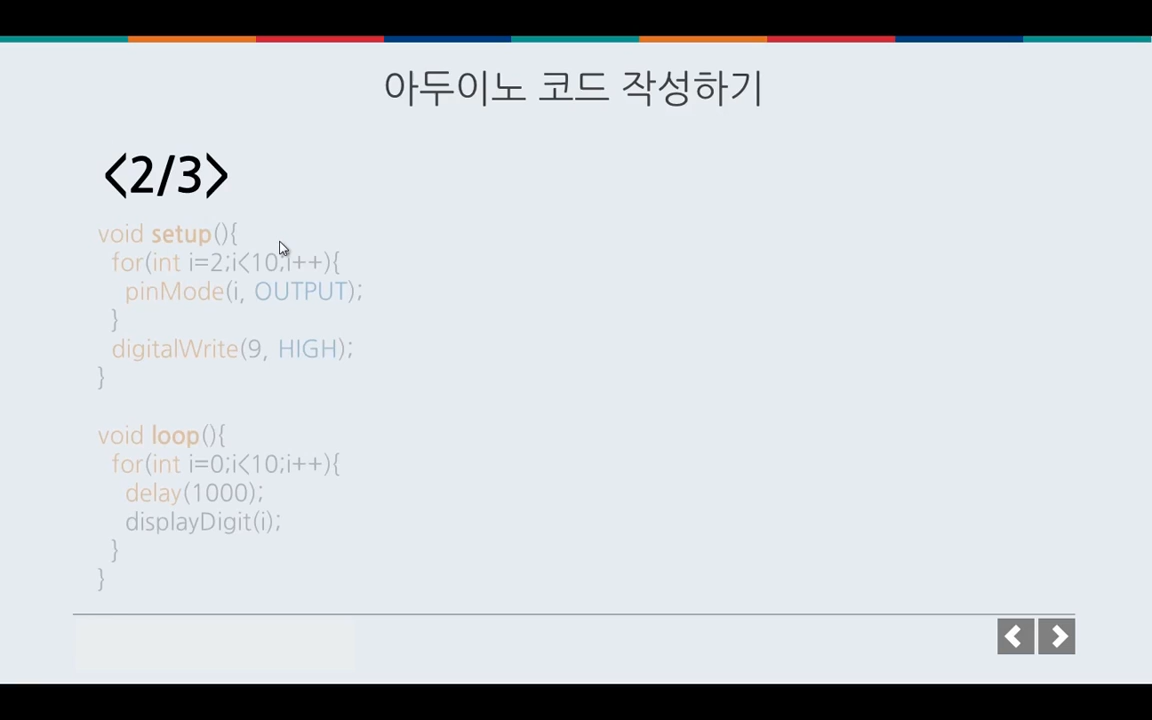 아두이노 코드 작성하기
<2/3>
void setup(){
for(int i=2;i<10;i++){
pinMode(i, OUTPUT);
}
digitalWrite(9, HIGH);
}
void loop(){
for(int i=0;i<10;i++){
delay(1000);
displayDigit(i);
}
}